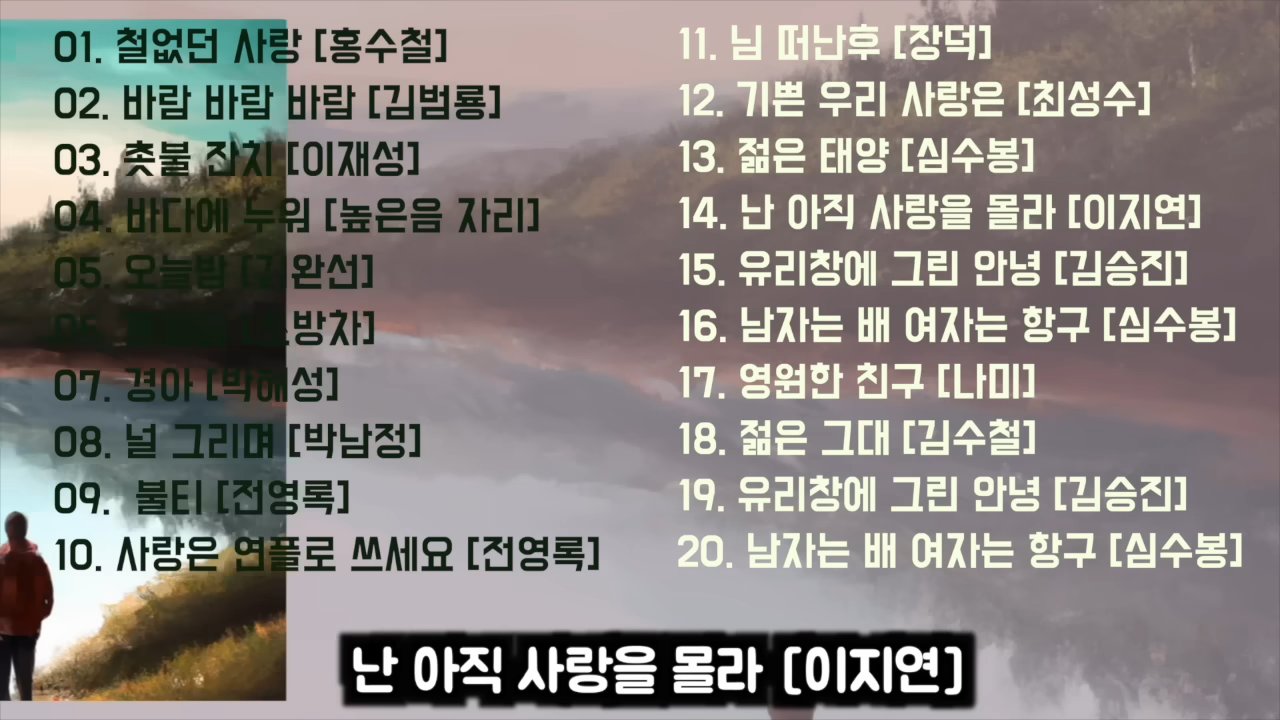 01. 철없던 사랑 [홍수철]
02. 바람 바람 바람 [김범룡]
03. 촛불 잔치 [이재성]
04. 바다에 누워 [높은음 자리]
05. 오늘밤 완선]
방차]
07. 경아 [박혜성]
08. 널 그리며 [박남정]
09. 불티 [전영록]
10. 사랑은 연플로 쓰세요 [전영록]
11. 님 떠난후 [장덕]
12. 기쁜 우리 사랑은 [최성수]
13. 젊은 태양 [심수봉]
14. 난 아직 사랑을 몰라 [이지연]
15. 유리창에 그린 안녕 [김승진]
16. 남자는 배 여자는 항구 [심수봉]
17. 영원한 친구 [나미]
18. 젊은 그대 [김수철]
19. 유리창에 그린 안녕 [김승진]
20. 남자는 배 여자는 항구 [심수봉]
난 아직 사랑을 몰라 [이지연]